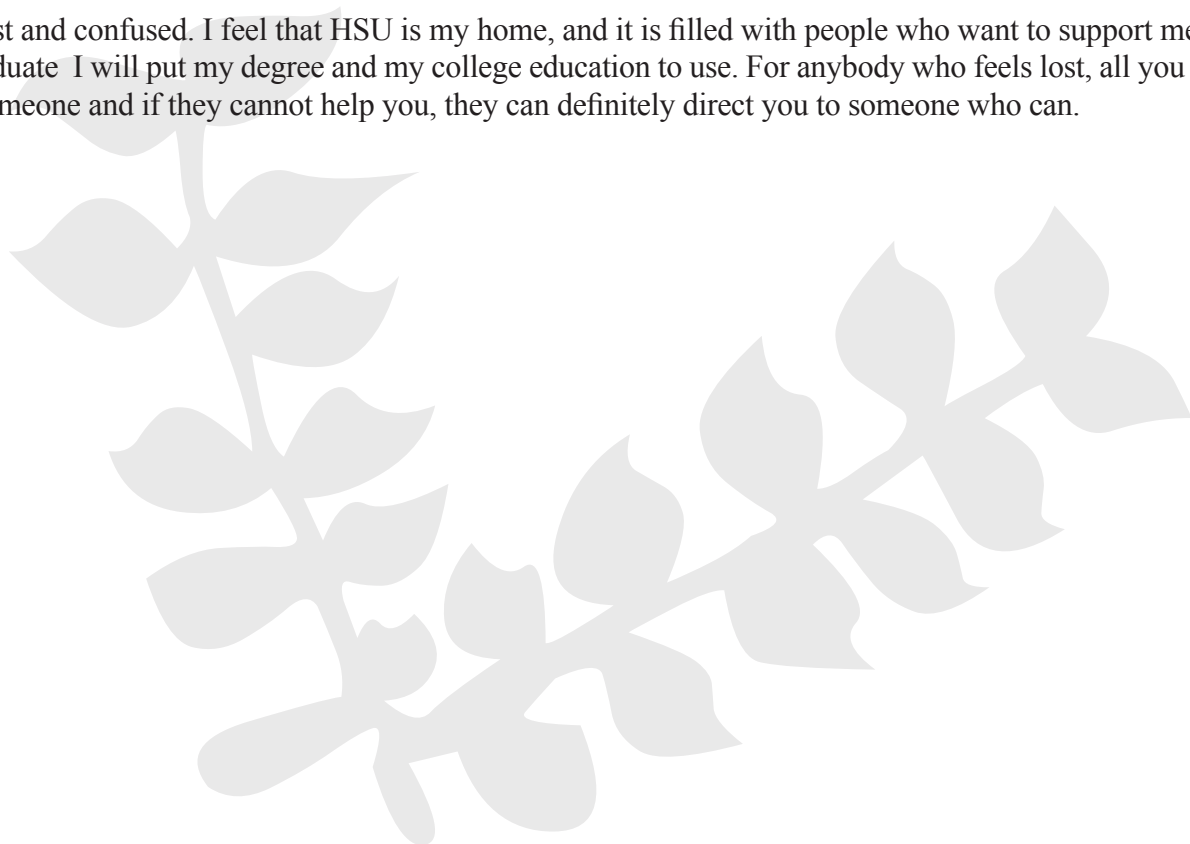 st and confused. I feel that HSU is my home, and it is filled with people who want to support me
duate  I will put my degree and my college education to use. For anybody who feels lost, all you
meone and if they cannot help you, they can definitely direct you to someone who can.